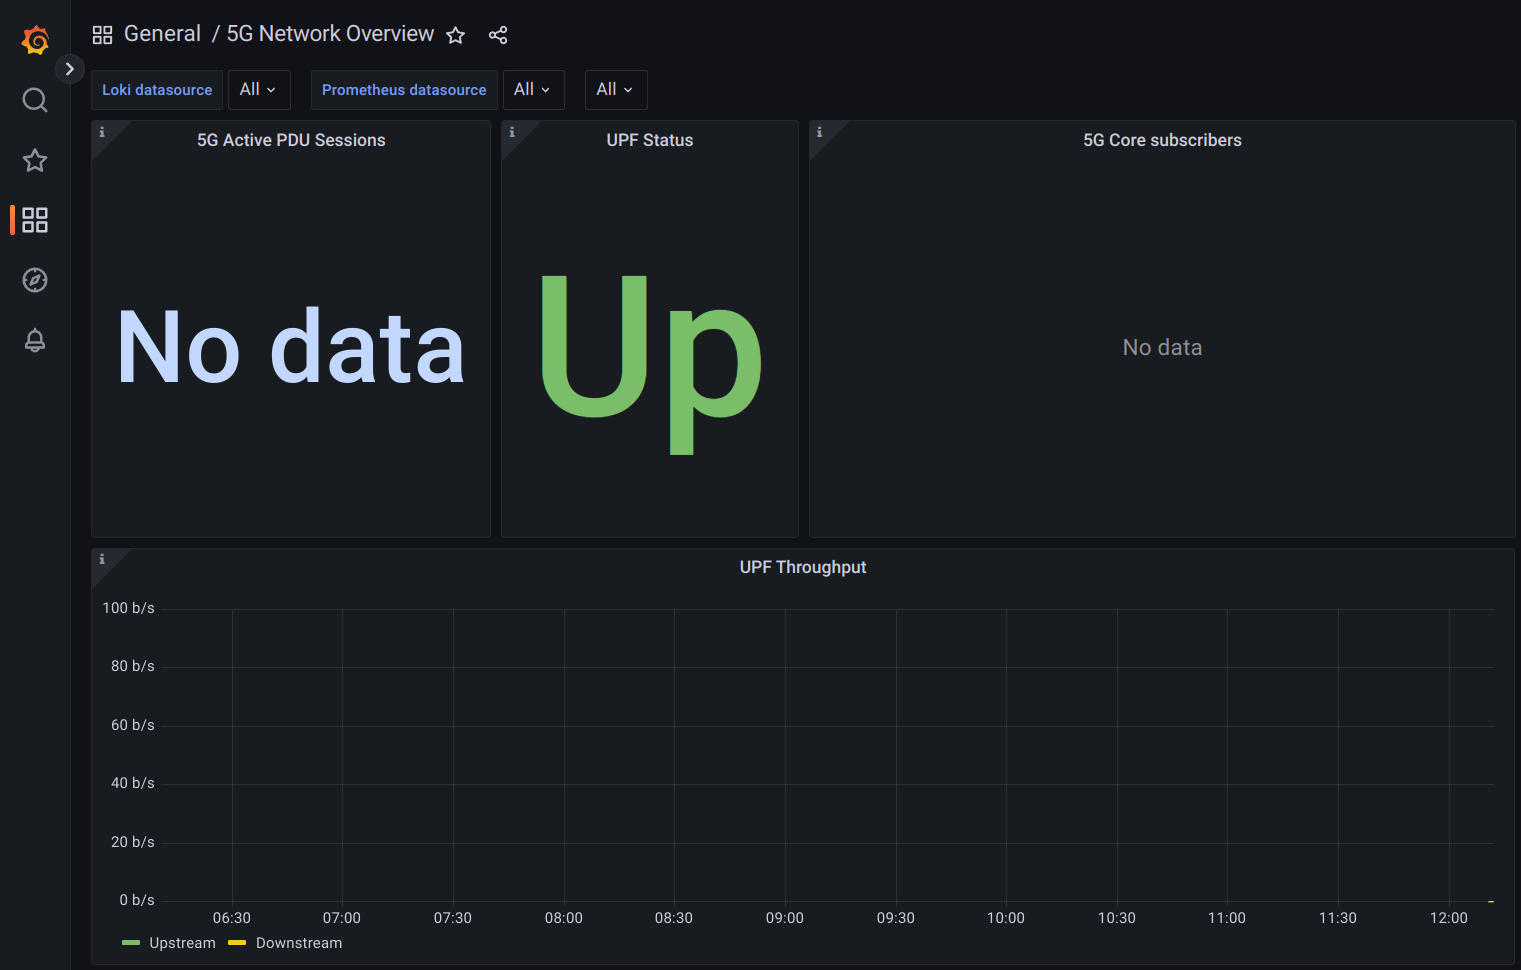 General / 5G Network Overview
Loki datasource All Prometheus datasource All All
5G Active PDU Sessions
No data
UPF Status
Up
5G Core subscribers
No data
UPF Throughput
100 b/s
80 b/s
60 b/s
40 b/s
20 b/s
0 b/s
06:30 07:00 07:30 08:00 08:30 09:00 09:30 10:00 10:30 11:00 11:30 12:00
Upstream Downstream